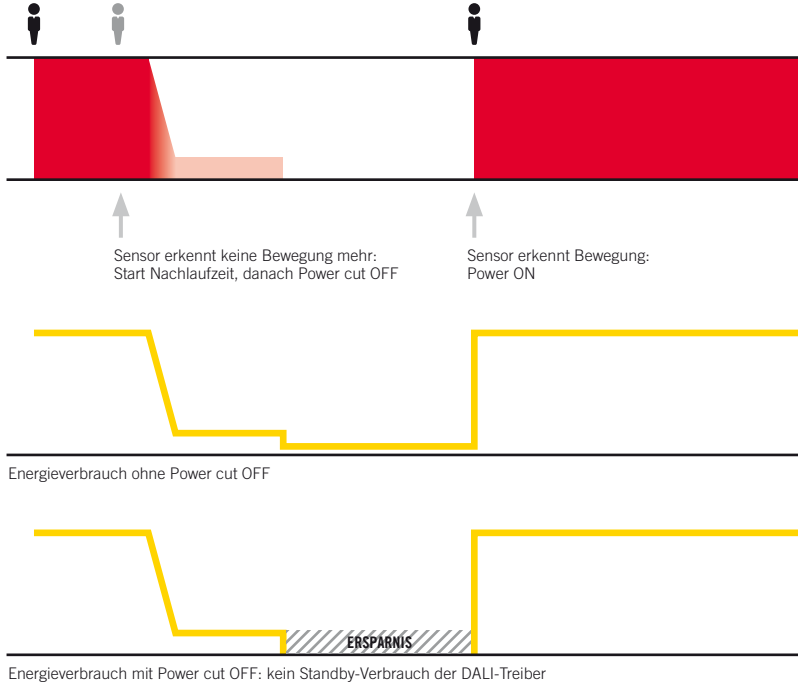 Sensor erkennt keine Bewegung mehr:
Start Nachlaufzeit, danach Power cut OFF
Sensor erkennt Bewegung:
Power ON
Energieverbrauch ohne Power cut OFF
ERSPARNIS
Energieverbrauch mit Power cut OFF: kein Standby-Verbrauch der DALI-Treiber